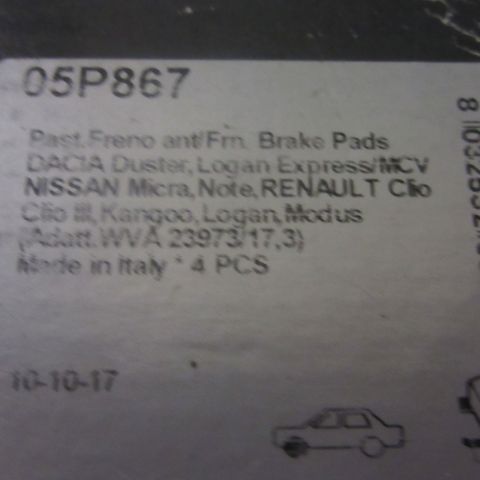 05P867
Past.Freno ant/Frn. Brake Pads
DACIA Duster, Logan Express/MCV
NISSAN Micra, Note, RENAULT Clio
Clio III, Kangoo, Logan, Modus
(Adatt. WVA 23973/17,3)
Made in Italy * 4 PCS
10-10-17